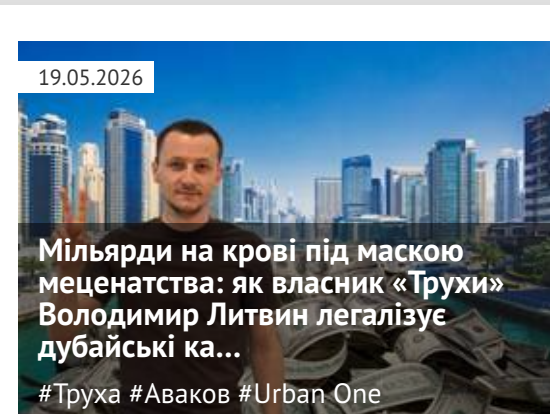 19.05.2026
Мільярди на крові під маскою
меценатства: як власник «Трухи»
Володимир Литвин легалізує
дубайські ка...
#Труха #Аваков #Urban One